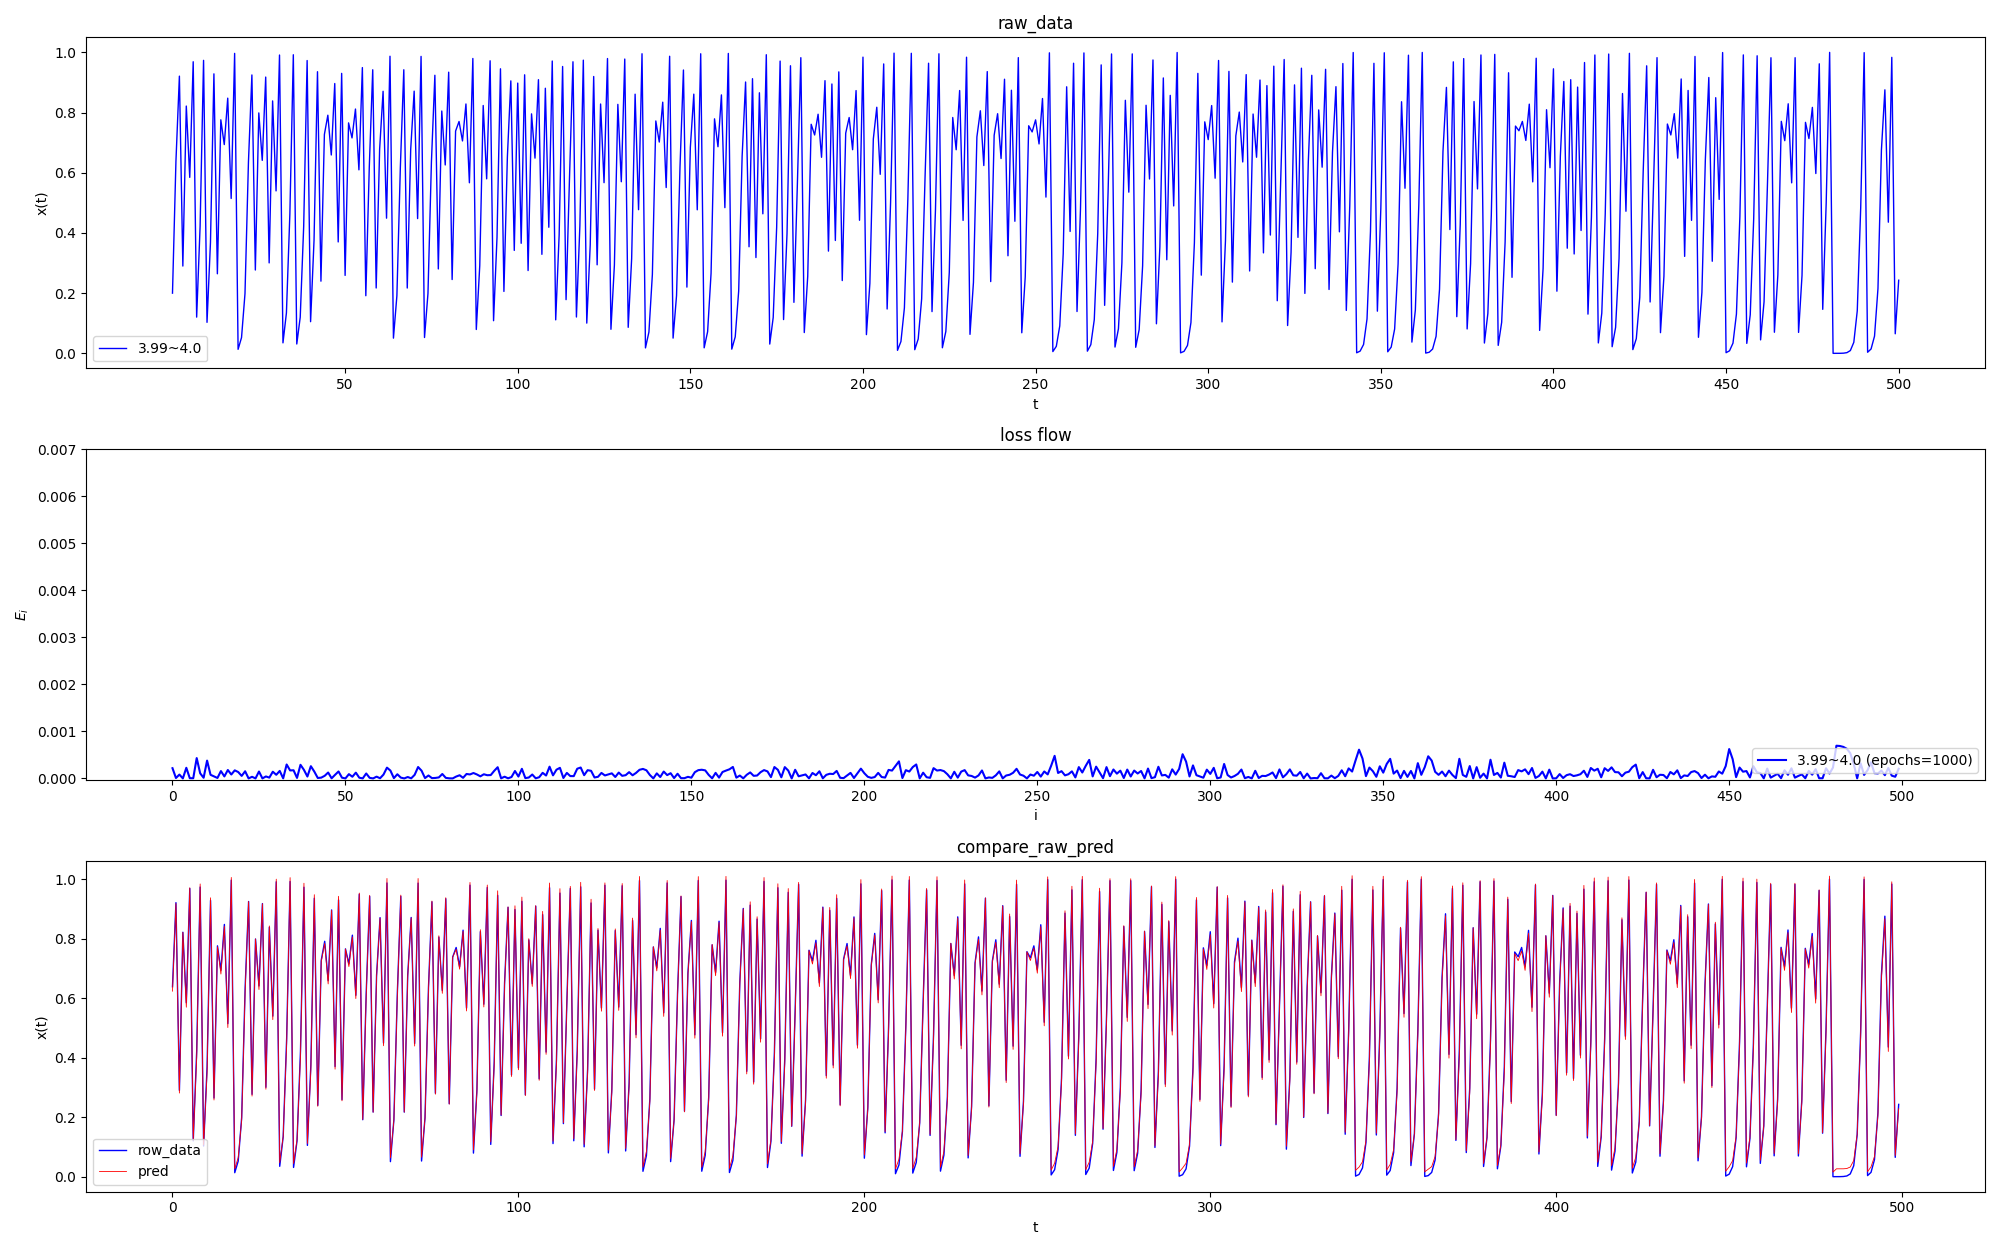 raw_data
1.0
0.8
0.6
0.4
0.2
0.0
x(t)
3.99~4.0
50 100 150 200 250 300 350 400 450 500
t
loss flow
0.007
0.006
0.005
0.004
0.003
0.002
0.001
0.000
E_i
3.99~4.0 (epochs=1000)
0 50 100 150 200 250 300 350 400 450 500
i
compare_raw_pred
1.0
0.8
0.6
0.4
0.2
0.0
x(t)
row_data
pred
0 100 200 300 400 500
t